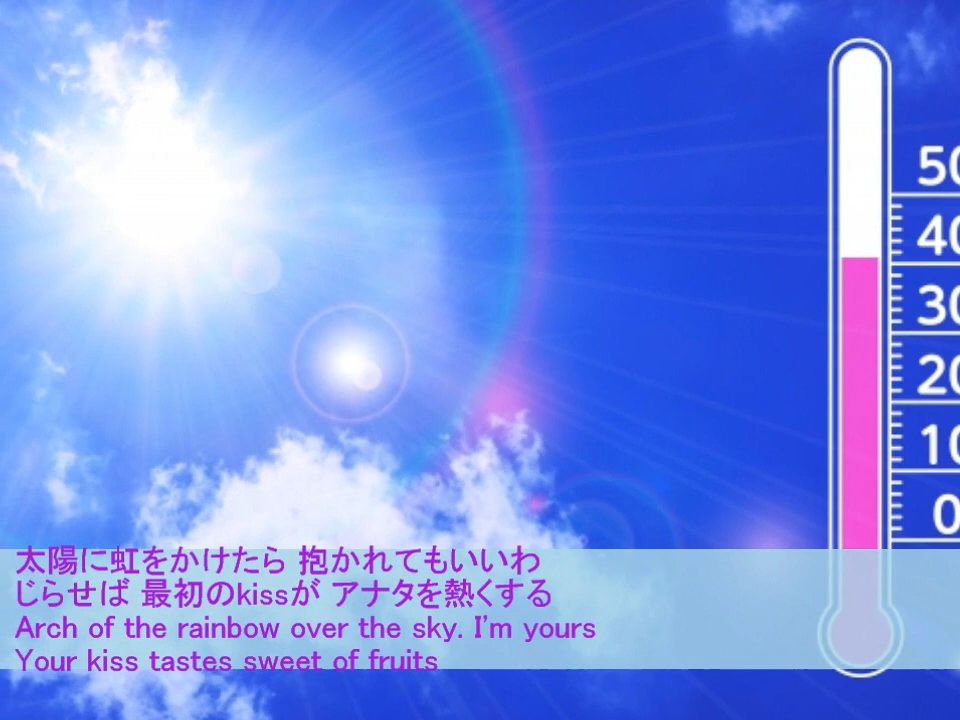 太陽に虹をかけたら 抱かれてもいいわ
じらせば 最初のkissが アナタを熱くする
Arch of the rainbow over the sky. I'm yours
Your kiss tastes sweet of fruits
50
40
30
20
10
0